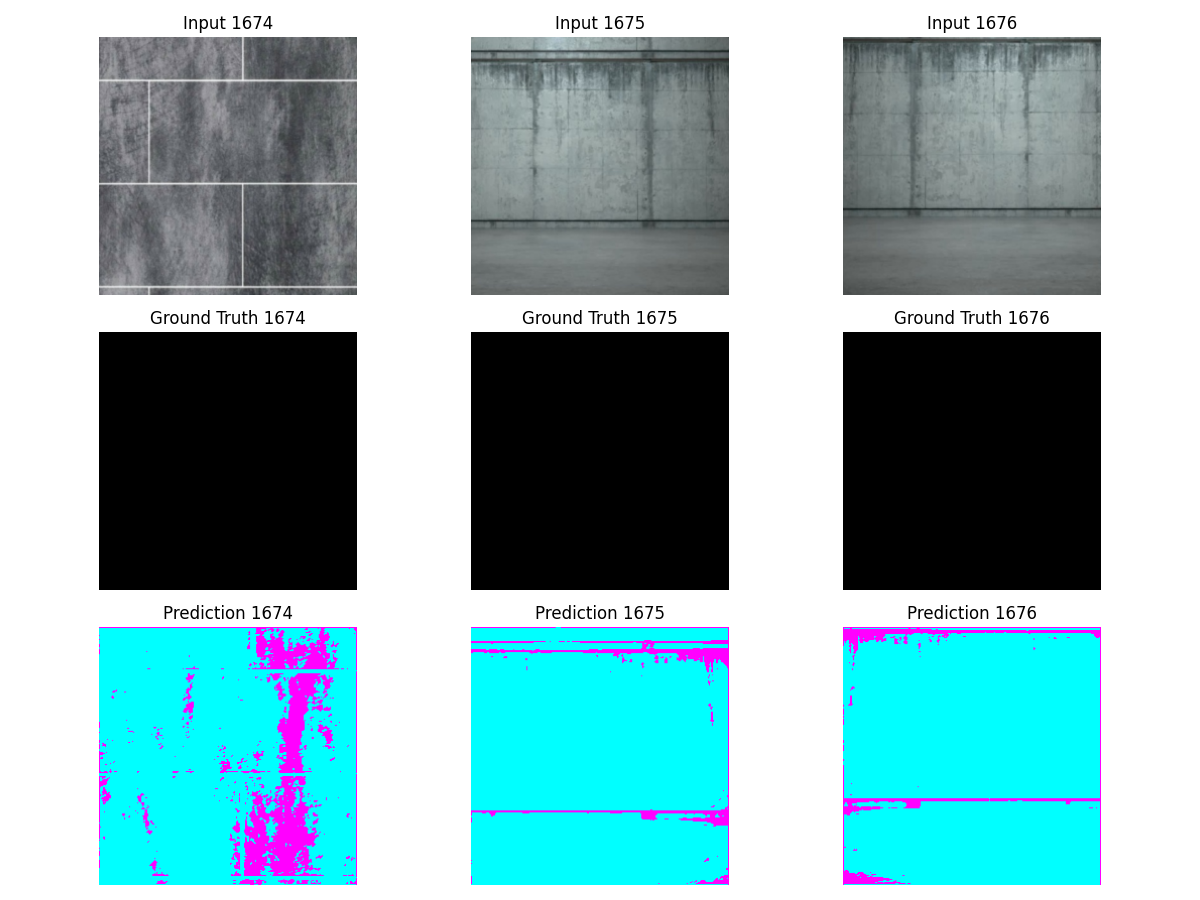 Input 1674
Input 1675
Input 1676
Ground Truth 1674
Ground Truth 1675
Ground Truth 1676
Prediction 1674
Prediction 1675
Prediction 1676